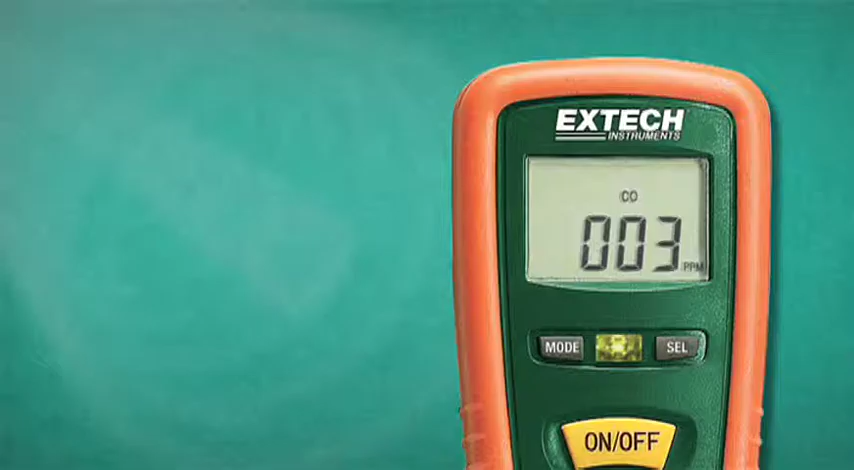 EXTECH
INSTRUMENTS
CO
003
PPM
MODE
SEL
ON/OFF